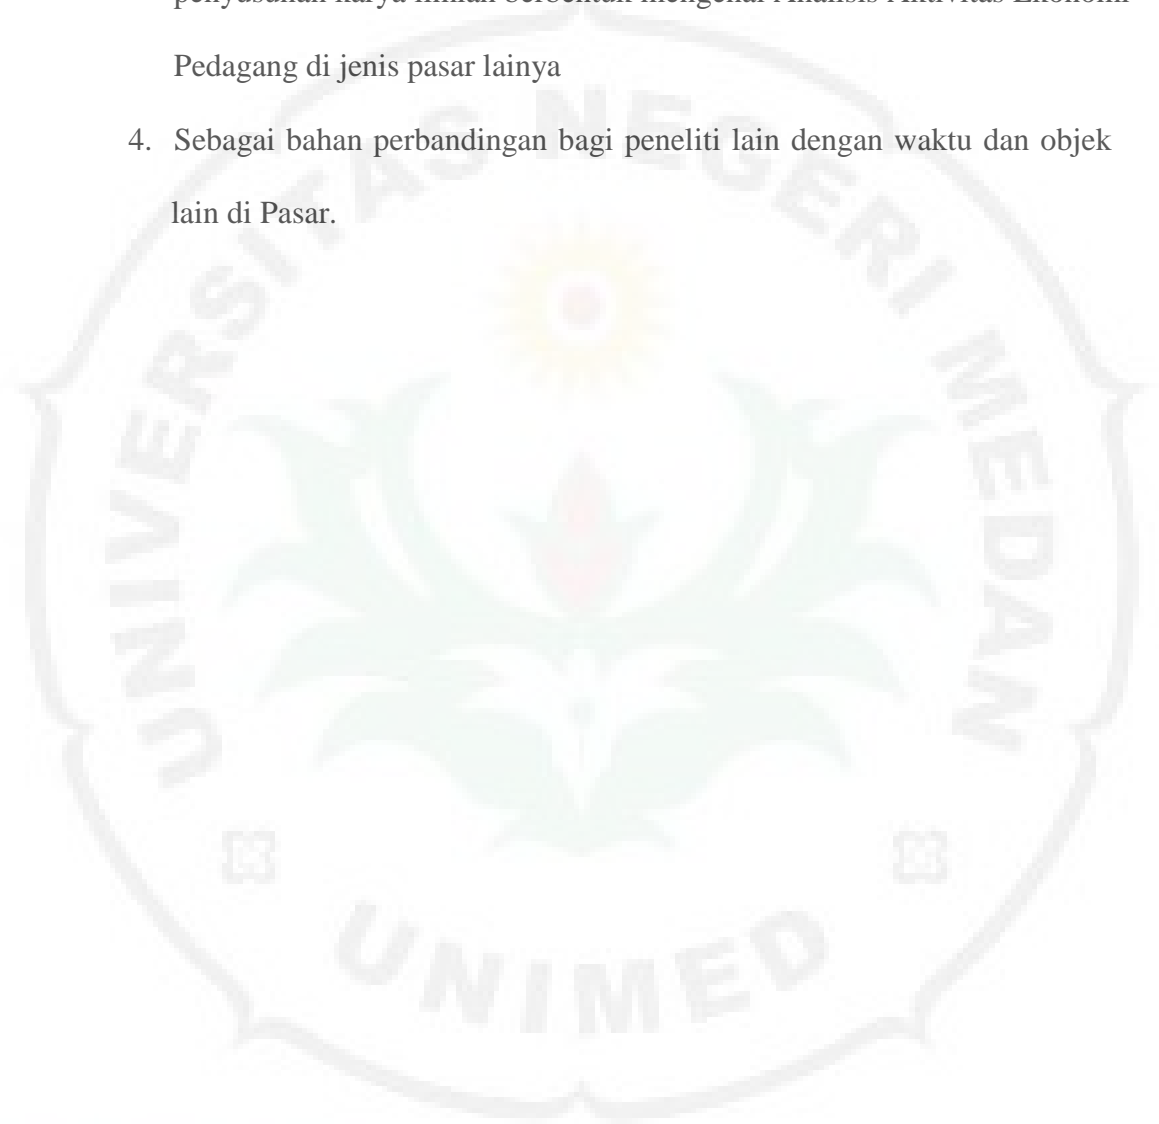 Pedagang di jenis pasar lainya
4. Sebagai bahan perbandingan bagi peneliti lain dengan waktu dan objek
lain di Pasar.
UNIVERSITAS NEGERI MEDAN
UNIMED